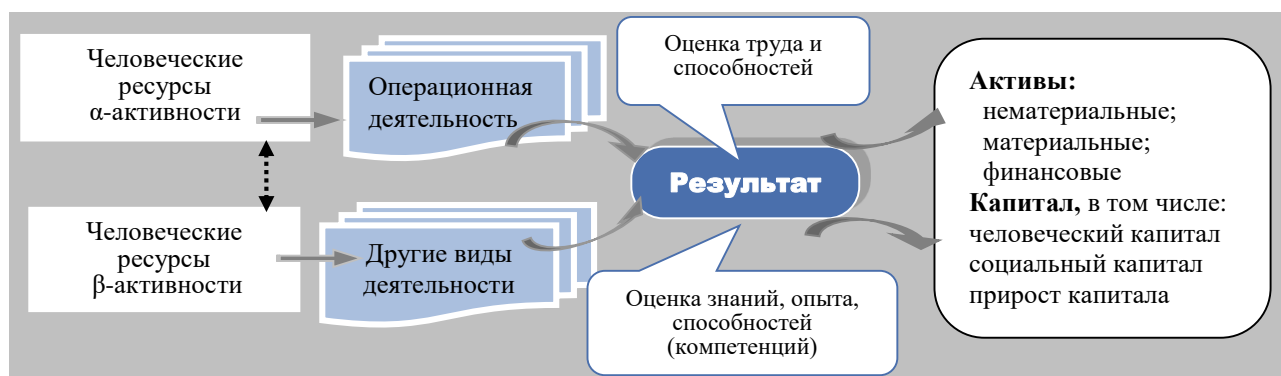 Человеческие
ресурсы
α-активности
Операционная
деятельность
Оценка труда и
способностей
Результат
Активы:
нематериальные;
материальные;
финансовые
Капитал, в том числе:
человеческий капитал
социальный капитал
прирост капитала
Человеческие
ресурсы
β-активности
Другие виды
деятельности
Оценка знаний, опыта,
способностей
(компетенций)